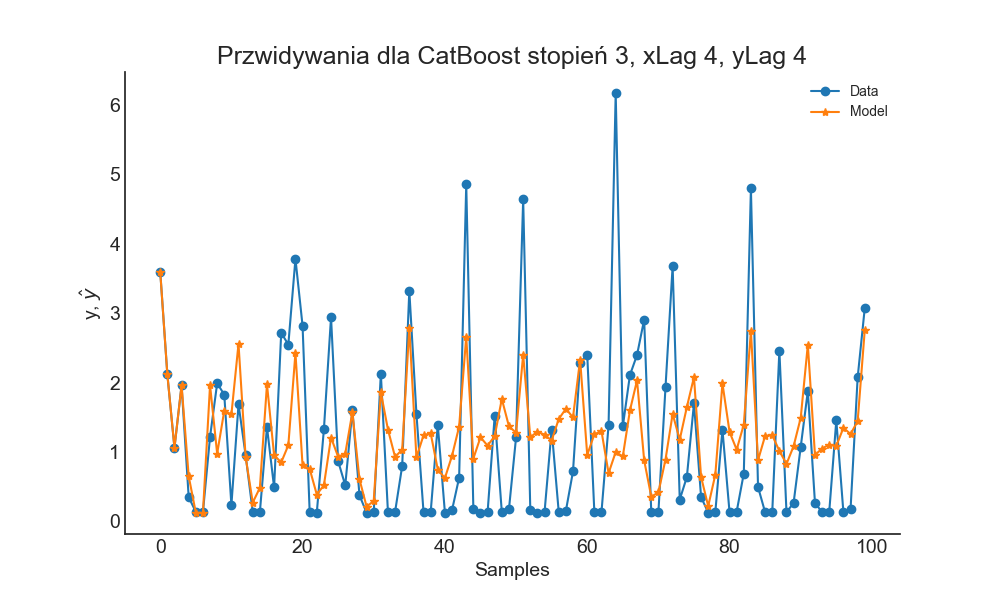 Przwidywania dla CatBoost stopień 3, xLag 4, yLag 4
Data
Model
6
5
4
3
2
1
0
y, ŷ
0 20 40 60 80 100
Samples